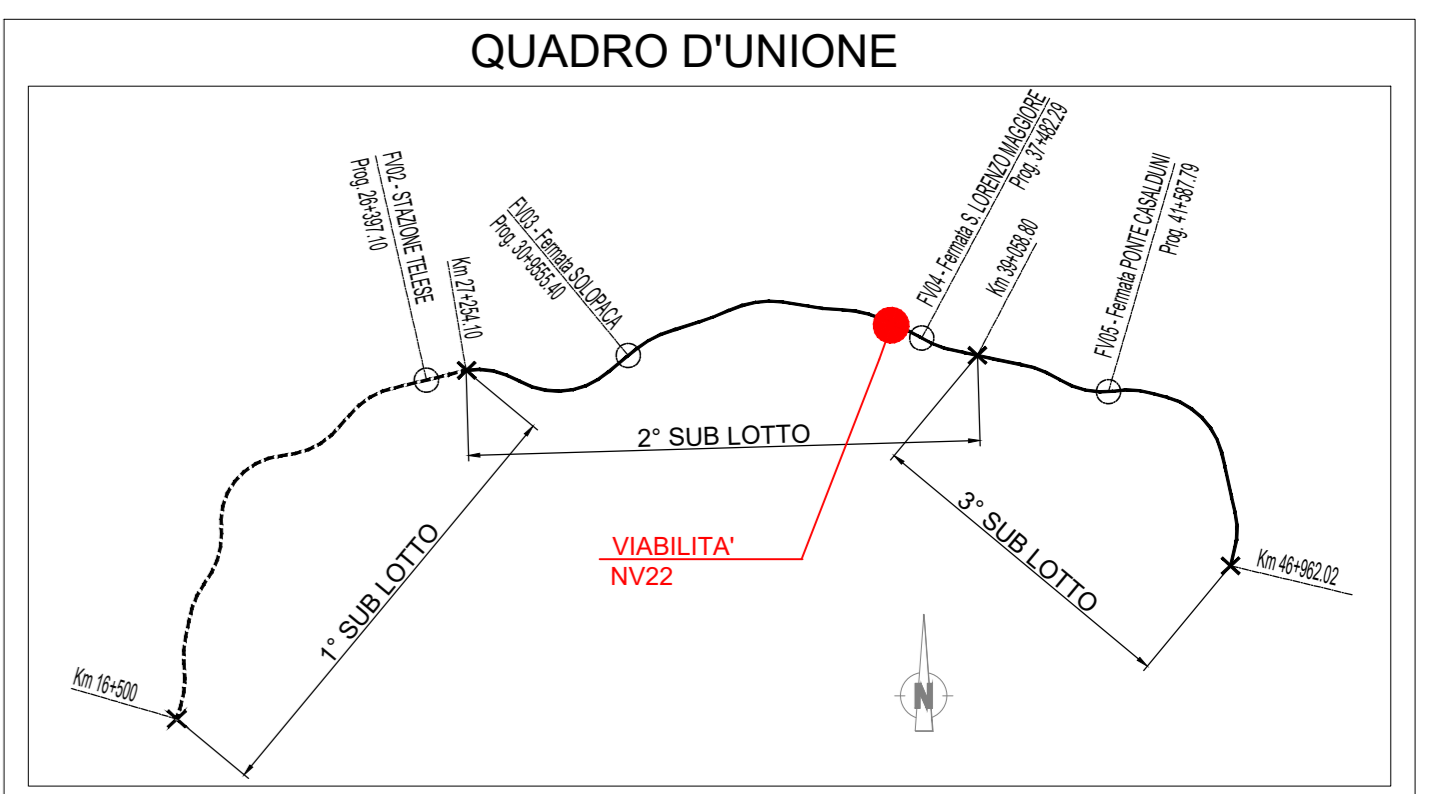 QUADRO D'UNIONE
FV02 - STAZIONE TELESE
Prog. 26+397.10
Km 27+254.10
FV03 - Fermata SOLOPACA
Prog. 30+9555.40
FV04 - Fermata S. LORENZO MAGGIORE
Prog. 37+482.29
Km 39+058.80
FV05 - Fermata PONTE CASALDUNI
Prog. 41+587.79
2° SUB LOTTO
1° SUB LOTTO
3° SUB LOTTO
VIABILITA'
NV22
Km 16+500
Km 46+962.02
N